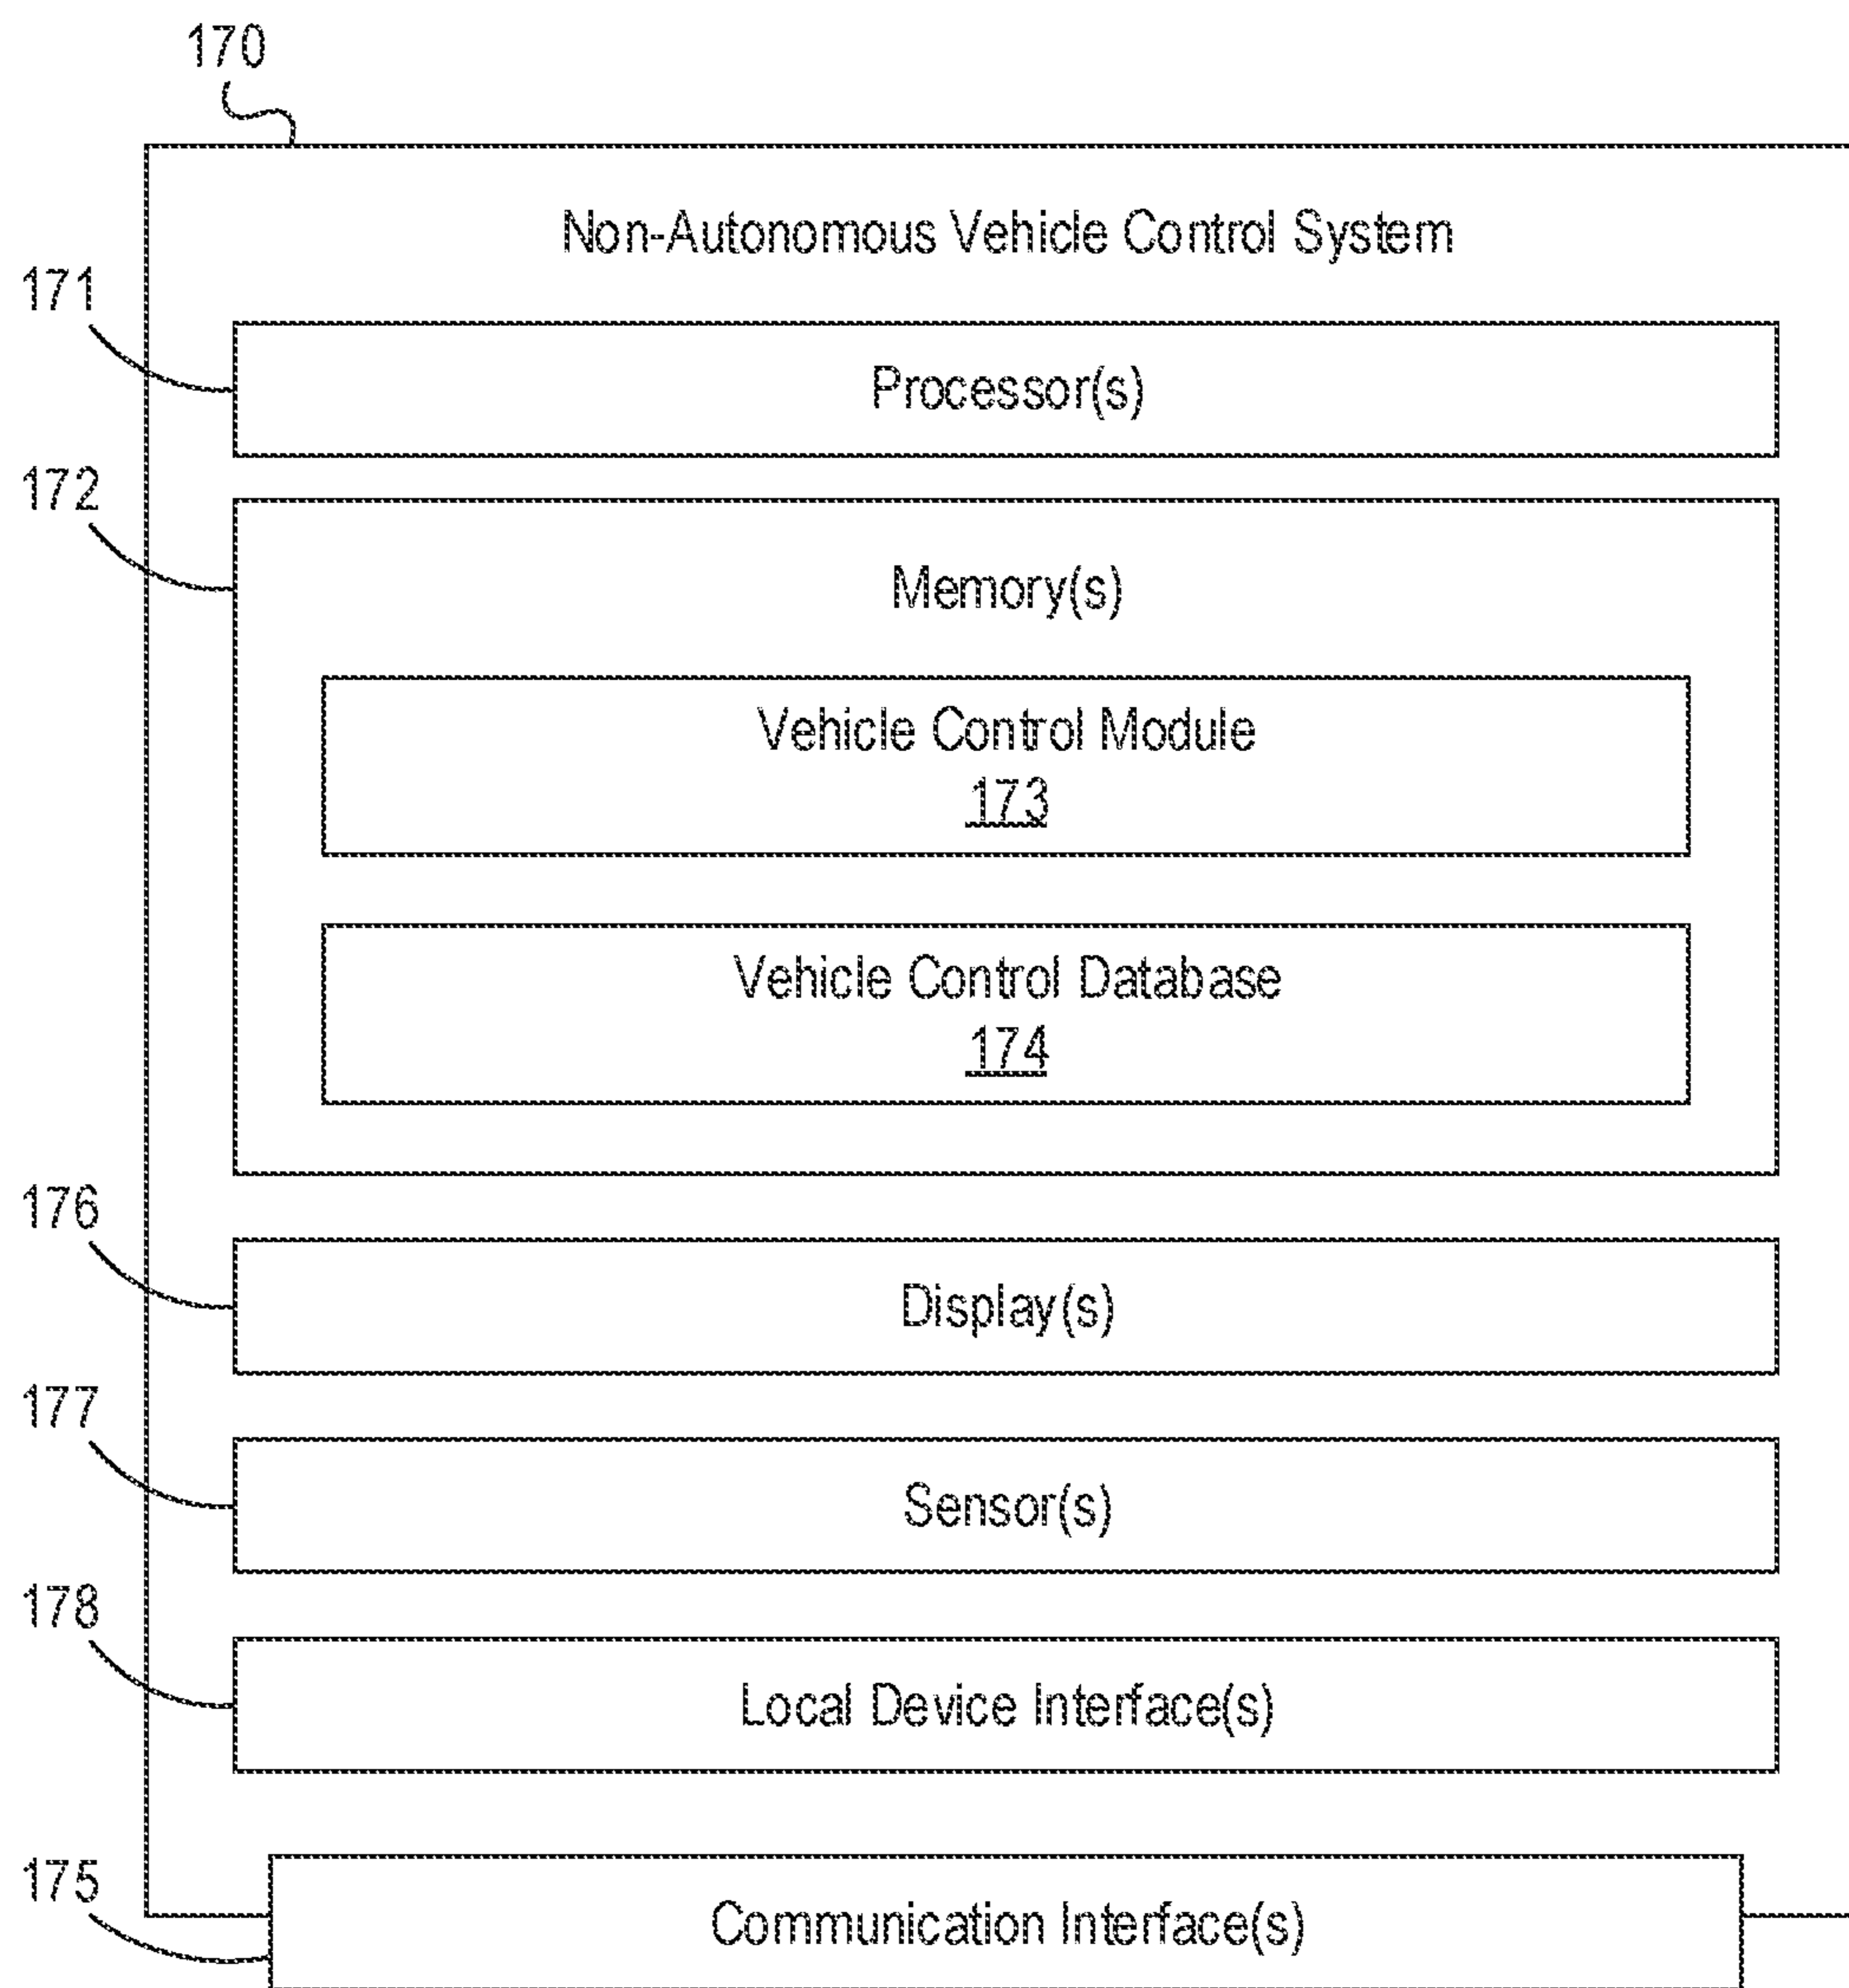 170
Non-Autonomous Vehicle Control System
171
Processor(s)
172
Memory(s)
Vehicle Control Module
173
Vehicle Control Database
174
176
Display(s)
177
Sensor(s)
178
Local Device Interface(s)
175
Communication Interface(s)